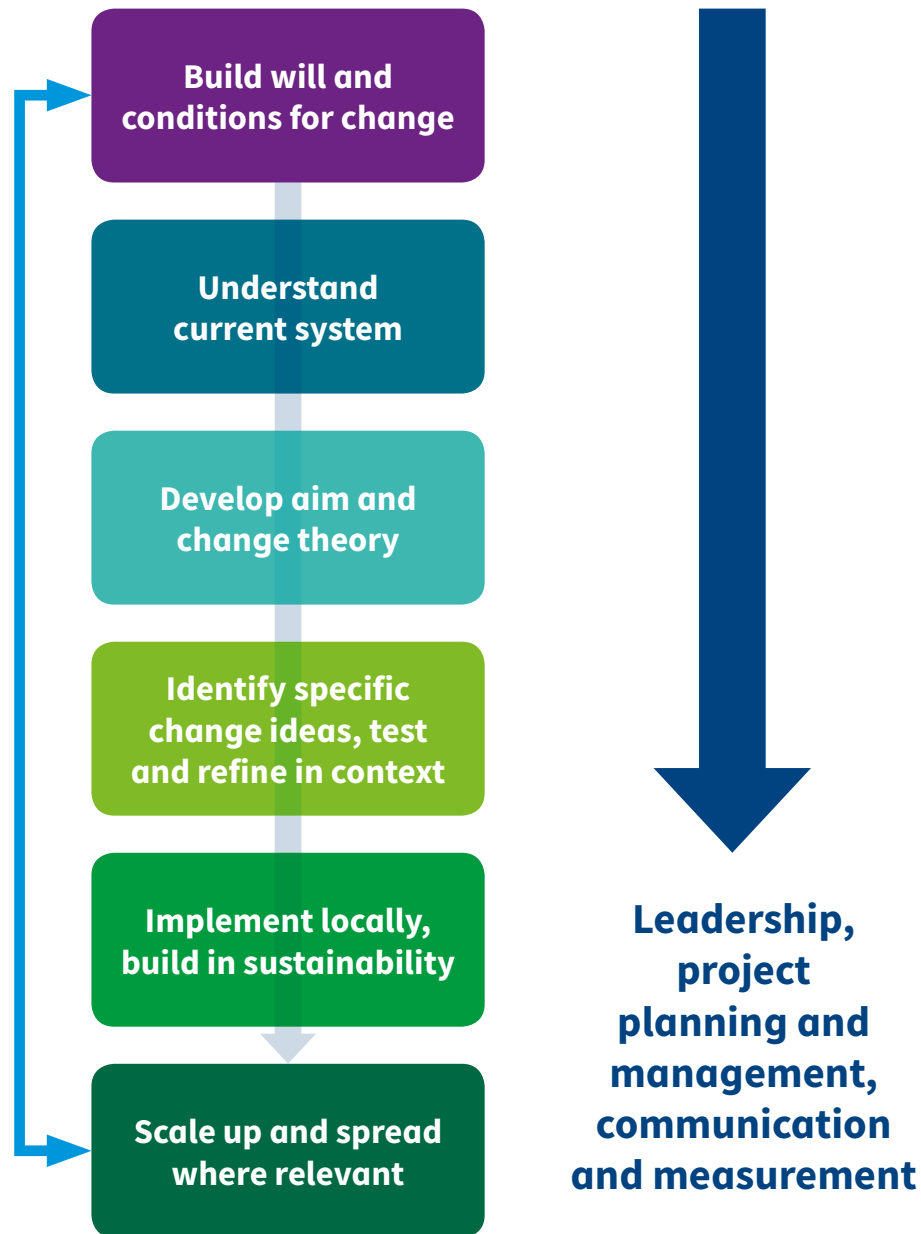 Build will and
conditions for change
Understand
current system
Develop aim and
change theory
Identify specific
change ideas, test
and refine in context
Implement locally,
build in sustainability
Scale up and spread
where relevant
Leadership,
project
planning and
management,
communication
and measurement